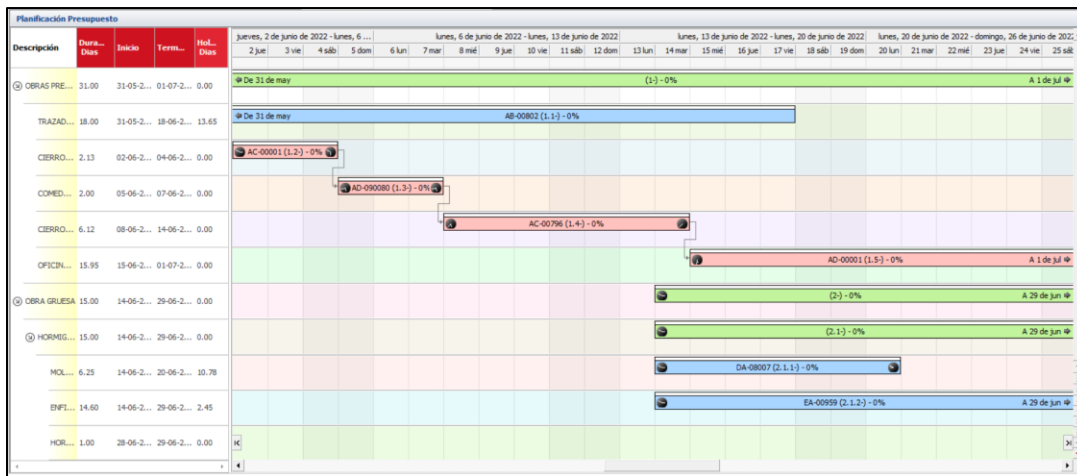 Planificación Presupuesto
Descripción Dura... Dias Inicio Term... Hol... Dias
jueves, 2 de junio de 2022 - lunes, 6 ... lunes, 6 de junio de 2022 - lunes, 13 de junio de 2022 lunes, 13 de junio de 2022 - lunes, 20 de junio de 2022 lunes, 20 de junio de 2022 - domingo, 26 de junio de 2022
2 jue 3 vie 4 sáb 5 dom 6 lun 7 mar 8 mié 9 jue 10 vie 11 sáb 12 dom 13 lun 14 mar 15 mié 16 jue 17 vie 18 sáb 19 dom 20 lun 21 mar 22 mié 23 jue 24 vie 25 sáb
OBRAS PRE... 31.00 31-05-2... 01-07-2... 0.00 De 31 de may (1-) - 0% A 1 de jul
TRAZAD... 18.00 31-05-2... 18-06-2... 13.65 De 31 de may AB-00802 (1.1-) - 0%
CIERRO... 2.13 02-06-2... 04-06-2... 0.00 AC-00001 (1.2-) - 0%
COMED... 2.00 05-06-2... 07-06-2... 0.00 AD-090080 (1.3-) - 0%
CIERRO... 6.12 08-06-2... 14-06-2... 0.00 AC-00796 (1.4-) - 0%
OFICIN... 15.95 15-06-2... 01-07-2... 0.00 AD-00001 (1.5-) - 0% A 1 de jul
OBRA GRUESA 15.00 14-06-2... 29-06-2... 0.00 (2-) - 0% A 29 de jun
HORMIG... 15.00 14-06-2... 29-06-2... 0.00 (2.1-) - 0% A 29 de jun
MOL... 6.25 14-06-2... 20-06-2... 10.78 DA-08007 (2.1.1-) - 0%
ENFI... 14.60 14-06-2... 29-06-2... 2.45 EA-00959 (2.1.2-) - 0% A 29 de jun
HOR... 1.00 28-06-2... 29-06-2... 0.00